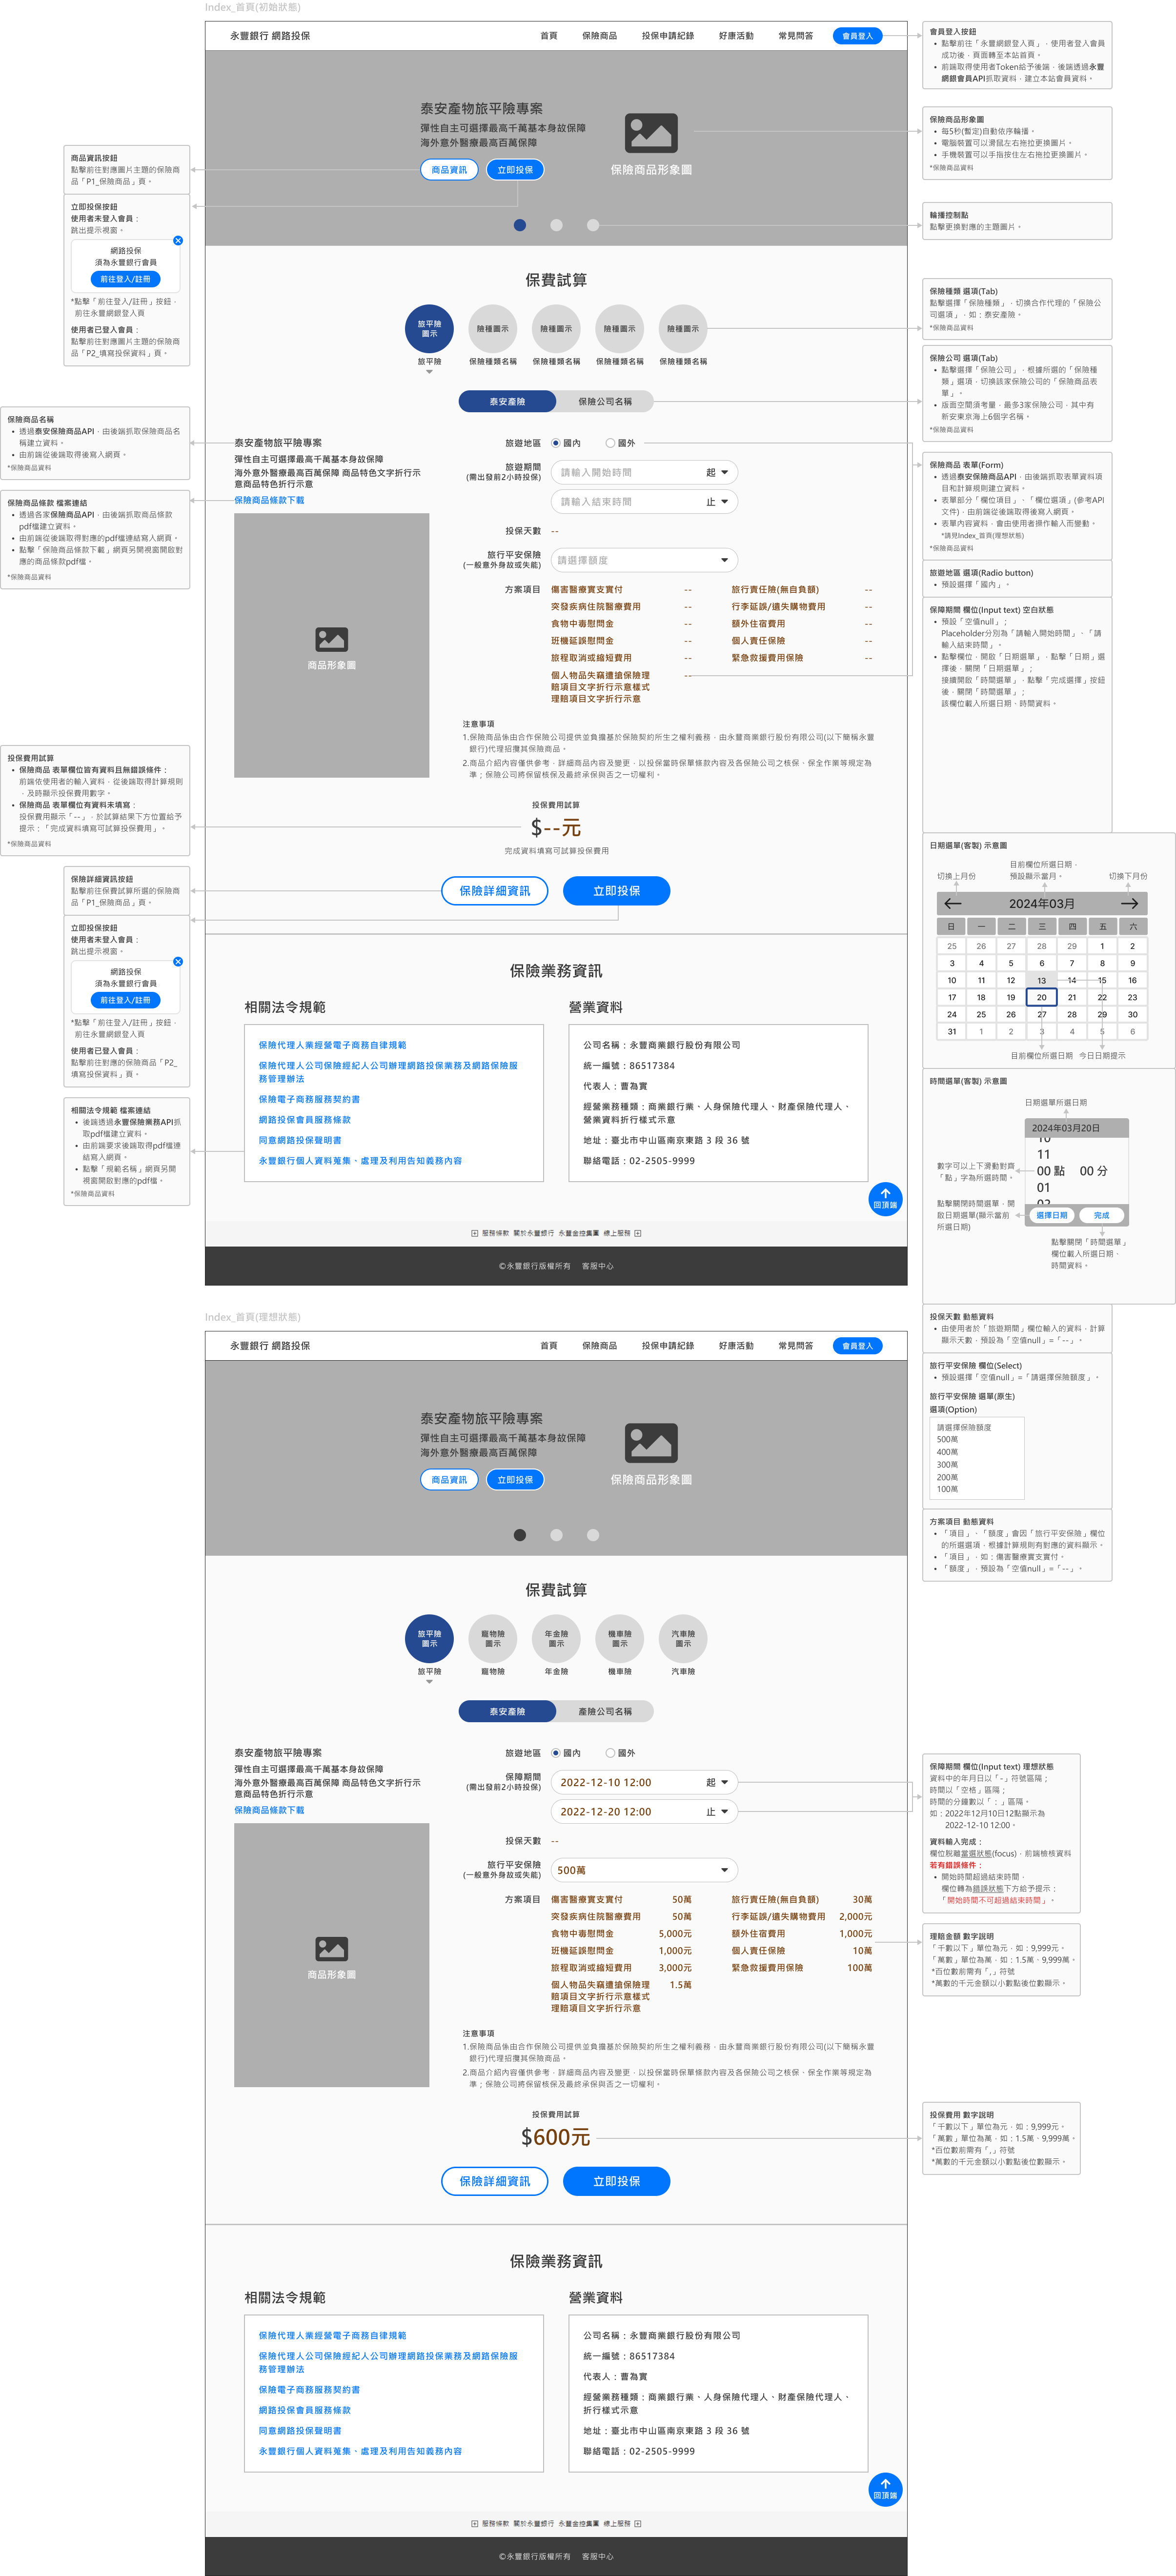 Index_首頁(初始狀態)
永豐銀行 網路投保
首頁
保險商品
投保申請紀錄
好康活動
常見問答
會員登入
泰安產物旅平險專案
彈性自主可選擇最高千萬基本身故保障
海外意外醫療最高百萬保障
商品資訊
立即投保
保險商品形象圖
會員登入按鈕
• 點擊前往「永豐網銀登入頁」，使用者登入會員
成功後，頁面轉至本站首頁。
• 前端取得使用者Token給予後端，後端透過永豐
網銀會員API抓取資料，建立本站會員資料。
保險商品形象圖
• 每5秒(暫定)自動依序輪播。
• 電腦裝置可以滑鼠左右拖拉更換圖片。
• 手機裝置可以手指按住左右拖拉更換圖片。
*保險商品資料
輪播控制點
點擊更換對應的主題圖片。
商品資訊按鈕
點擊前往對應圖片主題的保險商
品「P1_保險商品」頁。
立即投保按鈕
使用者未登入會員：
跳出提示視窗。
網路投保
須為永豐銀行會員
前往登入/註冊
*點擊「前往登入/註冊」按鈕，
前往永豐網銀登入頁
使用者已登入會員：
點擊前往對應圖片主題的保險商
品「P2_填寫投保資料」頁。
保費試算
旅平險
圖示
險種圖示
險種圖示
險種圖示
險種圖示
旅平險
保險種類名稱
保險種類名稱
保險種類名稱
保險種類名稱
泰安產險
保險公司名稱
保險種類 選項(Tab)
點擊選擇「保險種類」，切換合作代理的「保險公
司選項」，如：泰安產險。
*保險商品資料
保險公司 選項(Tab)
• 點擊選擇「保險公司」，根據所選的「保險種
類」選項，切換該家保險公司的「保險商品表
單」。
• 版面空間須考量，最多3家保險公司，其中有
新安東京海上6個字名稱。
*保險商品資料
保險商品名稱
• 透過泰安保險商品API，由後端抓取保險商品名
稱建立資料。
• 由前端從後端取得後寫入網頁。
*保險商品資料
保險商品條款 檔案連結
• 透過各家保險商品API，由後端抓取商品條款
pdf檔建立資料。
• 由前端從後端取得對應的pdf檔連結寫入網頁。
• 點擊「保險商品條款下載」網頁另開視窗開啟對
應的商品條款pdf檔。
*保險商品資料
泰安產物旅平險專案
彈性自主可選擇最高千萬基本身故保障
海外意外醫療最高百萬保障 商品特色文字折行示
意商品特色折行示意
保險商品條款下載
商品形象圖
旅遊地區
國內
國外
旅遊期間
(需出發前2小時投保)
請輸入開始時間
起
請輸入結束時間
止
投保天數
--
旅行平安保險
(一般意外身故或失能)
請選擇額度
方案項目
傷害醫療實支實付
--
旅行責任險(無自負額)
--
突發疾病住院醫療費用
--
行李延誤/遺失購物費用
--
食物中毒慰問金
--
額外住宿費用
--
班機延誤慰問金
--
個人責任保險
--
旅程取消或縮短費用
--
緊急救援費用保險
--
個人物品失竊遭搶保險理
賠項目文字折行示意樣式
理賠項目文字折行示意
--
注意事項
1.保險商品係由合作保險公司提供並負擔基於保險契約所生之權利義務，由永豐商業銀行股份有限公司(以下簡稱永豐
銀行)代理招攬其保險商品。
2.商品介紹內容僅供參考，詳細商品內容及變更，以投保當時保單條款內容及各保險公司之核保、保全作業等規定為
準；保險公司將保留核保及最終承保與否之一切權利。
投保費用試算
$--元
完成資料填寫可試算投保費用
保險詳細資訊
立即投保
保險商品 表單(Form)
• 透過泰安保險商品API，由後端抓取表單資料項
目和計算規則建立資料。
• 表單部分「欄位項目」、「欄位選項」(參考API
文件)，由前端從後端取得後寫入網頁。
• 表單內容資料，會由使用者操作輸入而變動。
*請見Index_首頁(理想狀態)
*保險商品資料
旅遊地區 選項(Radio button)
• 預設選擇「國內」。
保障期間 欄位(Input text) 空白狀態
• 預設「空值null」；
Placeholder分別為「請輸入開始時間」、「請
輸入結束時間」。
• 點擊欄位，開啟「日期選單」，點擊「日期」選
擇後，關閉「日期選單」；
接續開啟「時間選單」，點擊「完成選擇」按鈕
後，關閉「時間選單」；
該欄位載入所選日期、時間資料。
投保費用試算
• 保險商品 表單欄位皆有資料且無錯誤條件：
前端依使用者的輸入資料，從後端取得計算規則
，及時顯示投保費用數字。
• 保險商品 表單欄位有資料未填寫：
投保費用顯示「--」，於試算結果下方位置給予
提示：「完成資料填寫可試算投保費用」。
*保險商品資料
保險詳細資訊按鈕
點擊前往保費試算所選的保險商
品「P1_保險商品」頁。
立即投保按鈕
使用者未登入會員：
跳出提示視窗。
網路投保
須為永豐銀行會員
前往登入/註冊
*點擊「前往登入/註冊」按鈕，
前往永豐網銀登入頁
使用者已登入會員：
點擊前往對應的保險商品「P2_
填寫投保資料」頁。
相關法令規範 檔案連結
• 後端透過永豐保險業務API抓
取pdf檔建立資料。
• 由前端要求後端取得pdf檔連
結寫入網頁。
• 點擊「規範名稱」網頁另開
視窗開啟對應的pdf檔。
*保險商品資料
日期選單(客製) 示意圖
目前欄位所選日期，
預設顯示當月。
切換上月份
切換下月份
2024年03月
日 一 二 三 四 五 六
25 26 27 28 29 1 2
3 4 5 6 7 8 9
10 11 12 13 14 15 16
17 18 19 20 21 22 23
24 25 26 27 28 29 30
31 1 2 3 4 5 6
目前欄位所選日期
今日日期提示
時間選單(客製) 示意圖
日期選單所選日期
2024年03月20日
10
11
00 點 00 分
01
02
選擇日期
完成
數字可以上下滑動對齊
「點」字為所選時間。
點擊關閉時間選單，開
啟日期選單(顯示當前
所選日期)
點擊關閉「時間選單」
欄位載入所選日期、
時間資料。
保險業務資訊
相關法令規範
保險代理人業經營電子商務自律規範
保險代理人公司保險經紀人公司辦理網路投保業務及網路保險服
務管理辦法
保險電子商務服務契約書
網路投保會員服務條款
同意網路投保聲明書
永豐銀行個人資料蒐集、處理及利用告知義務內容
營業資料
公司名稱：永豐商業銀行股份有限公司
統一編號：86517384
代表人：曹為實
經營業務種類：商業銀行業、人身保險代理人、財產保險代理人、
營業資料折行樣式示意
地址：臺北市中山區南京東路 3 段 36 號
聯絡電話：02-2505-9999
回頂端
服務條款 關於永豐銀行 永豐金控集團 線上服務
©永豐銀行版權所有 客服中心
投保天數 動態資料
• 由使用者於「旅遊期間」欄位輸入的資料，計算
顯示天數，預設為「空值null」=「--」。
旅行平安保險 欄位(Select)
• 預設選擇「空值null」=「請選擇保險額度」。
旅行平安保險 選單(原生)
選項(Option)
請選擇保險額度
500萬
400萬
300萬
200萬
100萬
方案項目 動態資料
• 「項目」、「額度」會因「旅行平安保險」欄位
的所選選項，根據計算規則有對應的資料顯示。
• 「項目」，如：傷害醫療實支實付。
• 「額度」，預設為「空值null」=「--」。
Index_首頁(理想狀態)
永豐銀行 網路投保
首頁
保險商品
投保申請紀錄
好康活動
常見問答
會員登入
泰安產物旅平險專案
彈性自主可選擇最高千萬基本身故保障
海外意外醫療最高百萬保障
商品資訊
立即投保
保險商品形象圖
保費試算
旅平險
圖示
寵物險
圖示
年金險
圖示
機車險
圖示
汽車險
圖示
旅平險
寵物險
年金險
機車險
汽車險
泰安產險
產險公司名稱
泰安產物旅平險專案
彈性自主可選擇最高千萬基本身故保障
海外意外醫療最高百萬保障 商品特色文字折行示
意商品特色折行示意
保險商品條款下載
商品形象圖
旅遊地區
國內
國外
保障期間
(需出發前2小時投保)
2022-12-10 12:00
起
2022-12-20 12:00
止
投保天數
--
旅行平安保險
(一般意外身故或失能)
500萬
方案項目
傷害醫療實支實付
50萬
旅行責任險(無自負額)
30萬
突發疾病住院醫療費用
50萬
行李延誤/遺失購物費用
2,000元
食物中毒慰問金
5,000元
額外住宿費用
1,000元
班機延誤慰問金
1,000元
個人責任保險
10萬
旅程取消或縮短費用
3,000元
緊急救援費用保險
100萬
個人物品失竊遭搶保險理
賠項目文字折行示意樣式
理賠項目文字折行示意
1.5萬
注意事項
1.保險商品係由合作保險公司提供並負擔基於保險契約所生之權利義務，由永豐商業銀行股份有限公司(以下簡稱永豐
銀行)代理招攬其保險商品。
2.商品介紹內容僅供參考，詳細商品內容及變更，以投保當時保單條款內容及各保險公司之核保、保全作業等規定為
準；保險公司將保留核保及最終承保與否之一切權利。
投保費用試算
$600元
保險詳細資訊
立即投保
保障期間 欄位(Input text) 理想狀態
資料中的年月日以「-」符號區隔；
時間以「空格」區隔；
時間的分鐘數以「：」區隔。
如：2022年12月10日12點顯示為
2022-12-10 12:00。
資料輸入完成：
欄位脫離當選狀態(focus)，前端檢核資料
若有錯誤條件：
• 開始時間超過結束時間，
欄位轉為錯誤狀態下方給予提示：
「開始時間不可超過結束時間」。
理賠金額 數字說明
「千數以下」單位為元，如：9,999元。
「萬數」單位為萬，如：1.5萬、9,999萬。
*百位數前需有「,」符號
*萬數的千元金額以小數點後位數顯示。
投保費用 數字說明
「千數以下」單位為元，如：9,999元。
「萬數」單位為萬，如：1.5萬、9,999萬。
*百位數前需有「,」符號
*萬數的千元金額以小數點後位數顯示。
保險業務資訊
相關法令規範
保險代理人業經營電子商務自律規範
保險代理人公司保險經紀人公司辦理網路投保業務及網路保險服
務管理辦法
保險電子商務服務契約書
網路投保會員服務條款
同意網路投保聲明書
永豐銀行個人資料蒐集、處理及利用告知義務內容
營業資料
公司名稱：永豐商業銀行股份有限公司
統一編號：86517384
代表人：曹為實
經營業務種類：商業銀行業、人身保險代理人、財產保險代理人、
折行樣式示意
地址：臺北市中山區南京東路 3 段 36 號
聯絡電話：02-2505-9999
回頂端
服務條款 關於永豐銀行 永豐金控集團 線上服務
©永豐銀行版權所有 客服中心